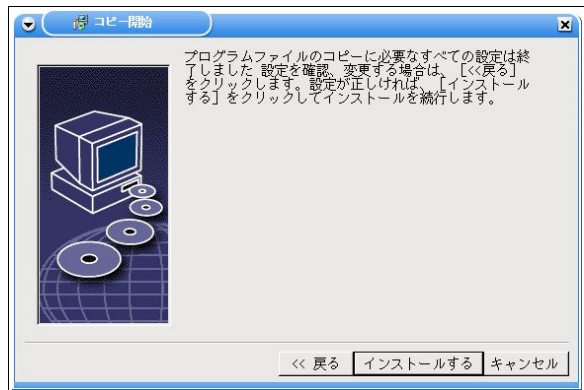 コピー開始
プログラムファイルのコピーに必要なすべての設定は終
了しました 設定を確認、変更する場合は、 [<<戻る]
をクリックします。設定が正しければ、 [インストール
する] をクリックしてインストールを続行します。
<< 戻る インストールする キャンセル